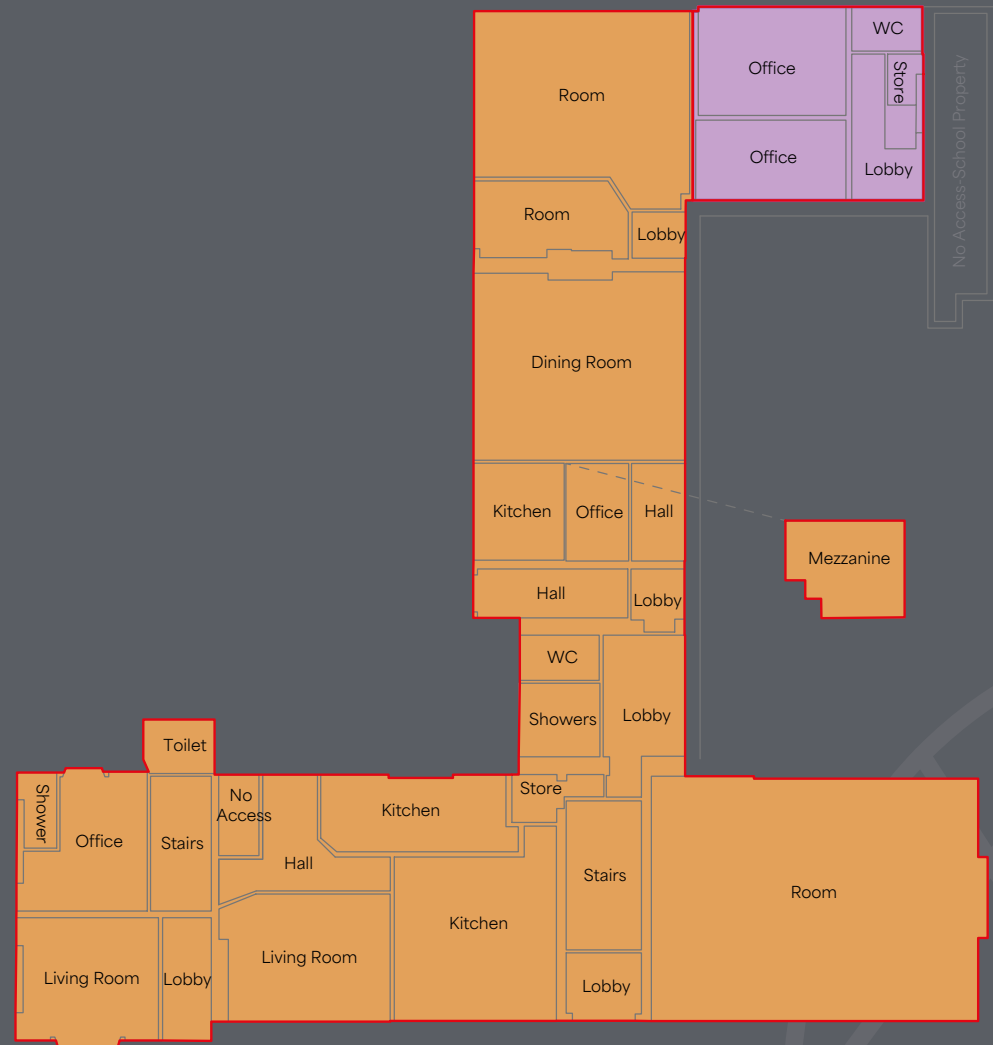 WC
Office
Store
Room
No Access-School Property
Office
Lobby
Room
Lobby
Dining Room
Kitchen
Office
Hall
Mezzanine
Hall
Lobby
WC
Showers
Lobby
Toilet
Store
No
Access
Kitchen
Shower
Office
Stairs
Hall
Stairs
Room
Kitchen
Living Room
Living Room
Lobby
Lobby